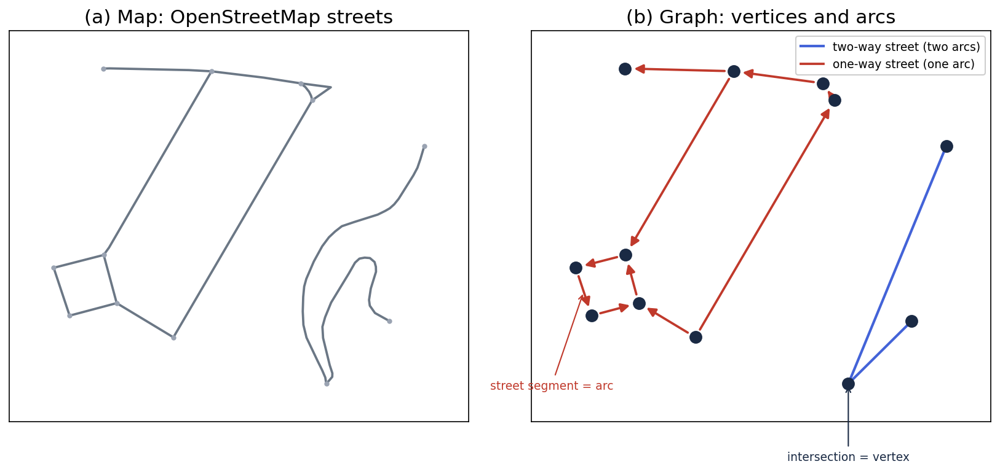 (a) Map: OpenStreetMap streets
(b) Graph: vertices and arcs
two-way street (two arcs)
one-way street (one arc)
street segment = arc
intersection = vertex